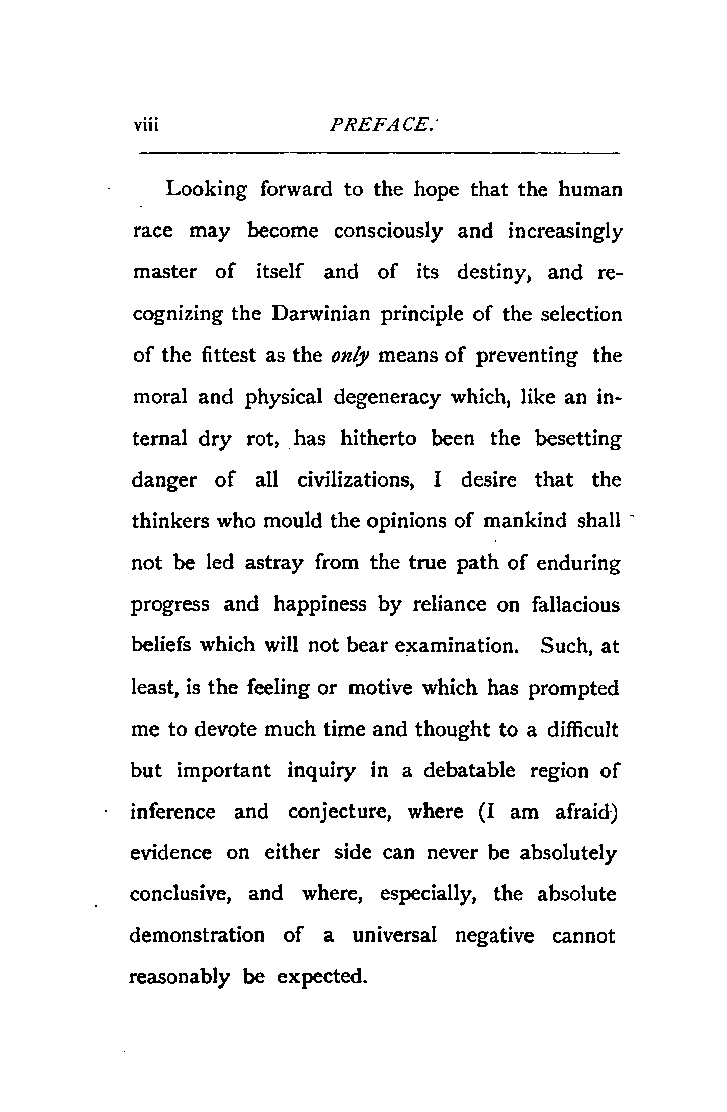 viii PREFACE.
Looking forward to the hope that the human
race may become consciously and increasingly
master of itself and of its destiny, and re-
cognizing the Darwinian principle of the selection
of the fittest as the only means of preventing the
moral and physical degeneracy which, like an in-
ternal dry rot, has hitherto been the besetting
danger of all civilizations, I desire that the
thinkers who mould the opinions of mankind shall
not be led astray from the true path of enduring
progress and happiness by reliance on fallacious
beliefs which will not bear examination. Such, at
least, is the feeling or motive which has prompted
me to devote much time and thought to a difficult
but important inquiry in a debatable region of
inference and conjecture, where (I am afraid)
evidence on either side can never be absolutely
conclusive, and where, especially, the absolute
demonstration of a universal negative cannot
reasonably be expected.